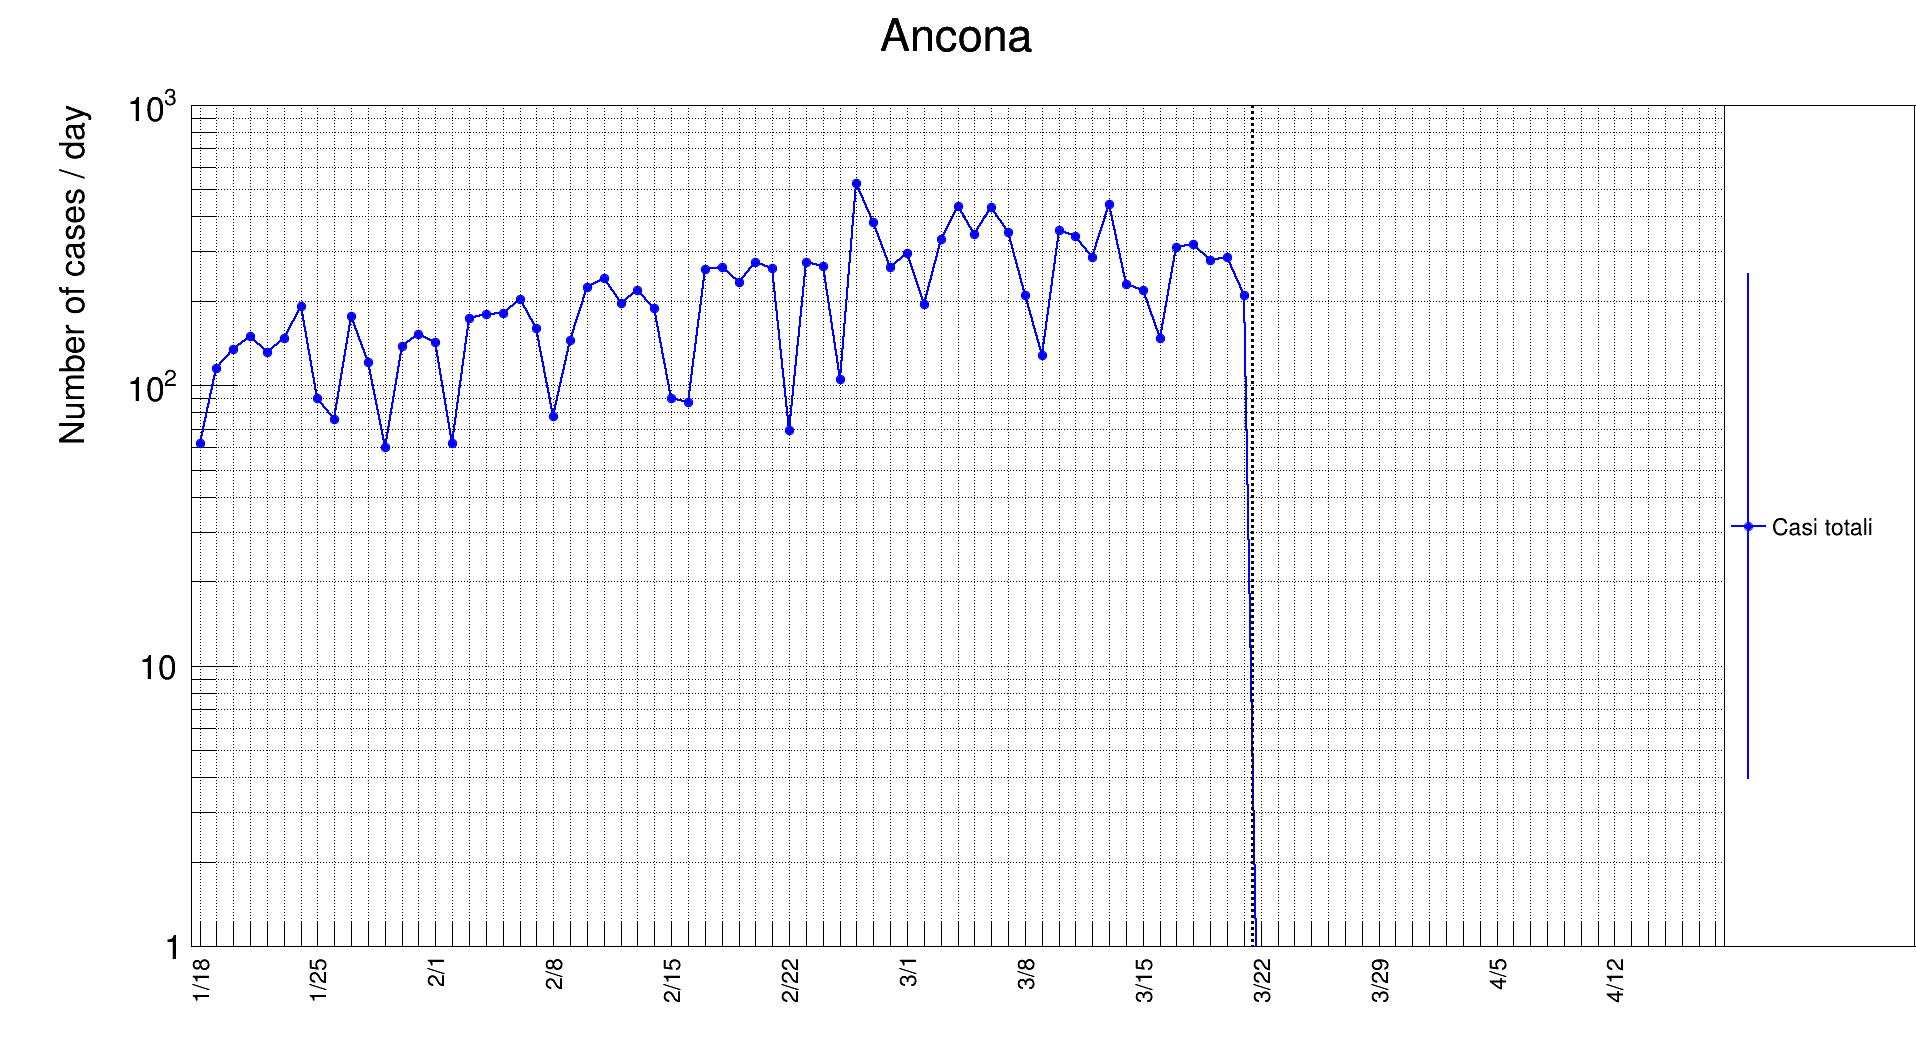 Ancona
Number of cases / day
10³
10²
10
1
1/18 1/25 2/1 2/8 2/15 2/22 3/1 3/8 3/15 3/22 3/29 4/5 4/12
Casi totali